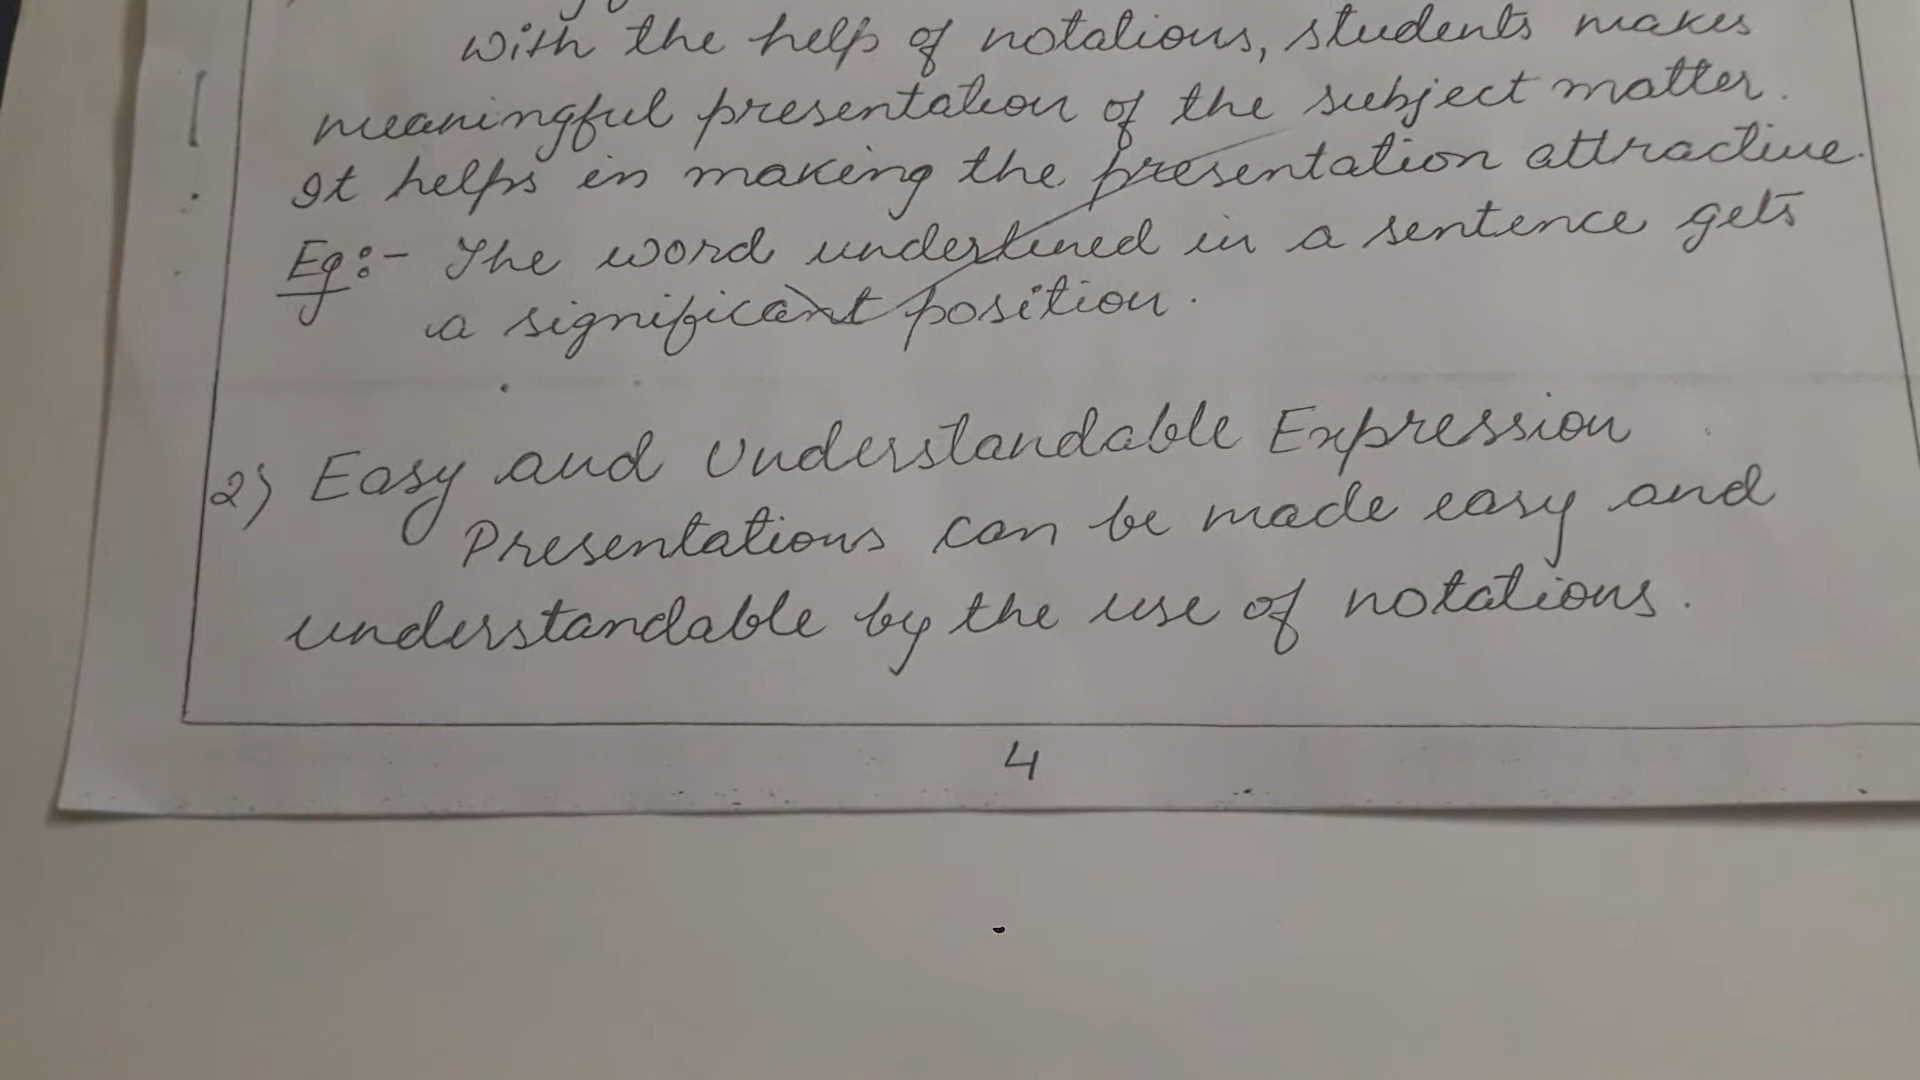 with the help of notations, students makes
meaningful presentation of the subject matter.
It helps in making the presentation attractive.
Eg:- The word underlined in a sentence gets
a significant position.
2) Easy and Understandable Expression
Presentations can be made easy and
understandable by the use of notations.
4